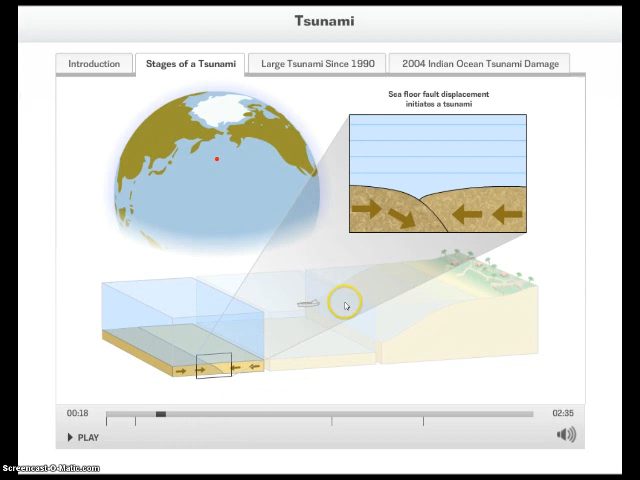 Tsunami
Introduction
Stages of a Tsunami
Large Tsunami Since 1990
2004 Indian Ocean Tsunami Damage
Sea floor fault displacement
initiates a tsunami
00:18
02:35
PLAY
Screencast-O-Matic.com